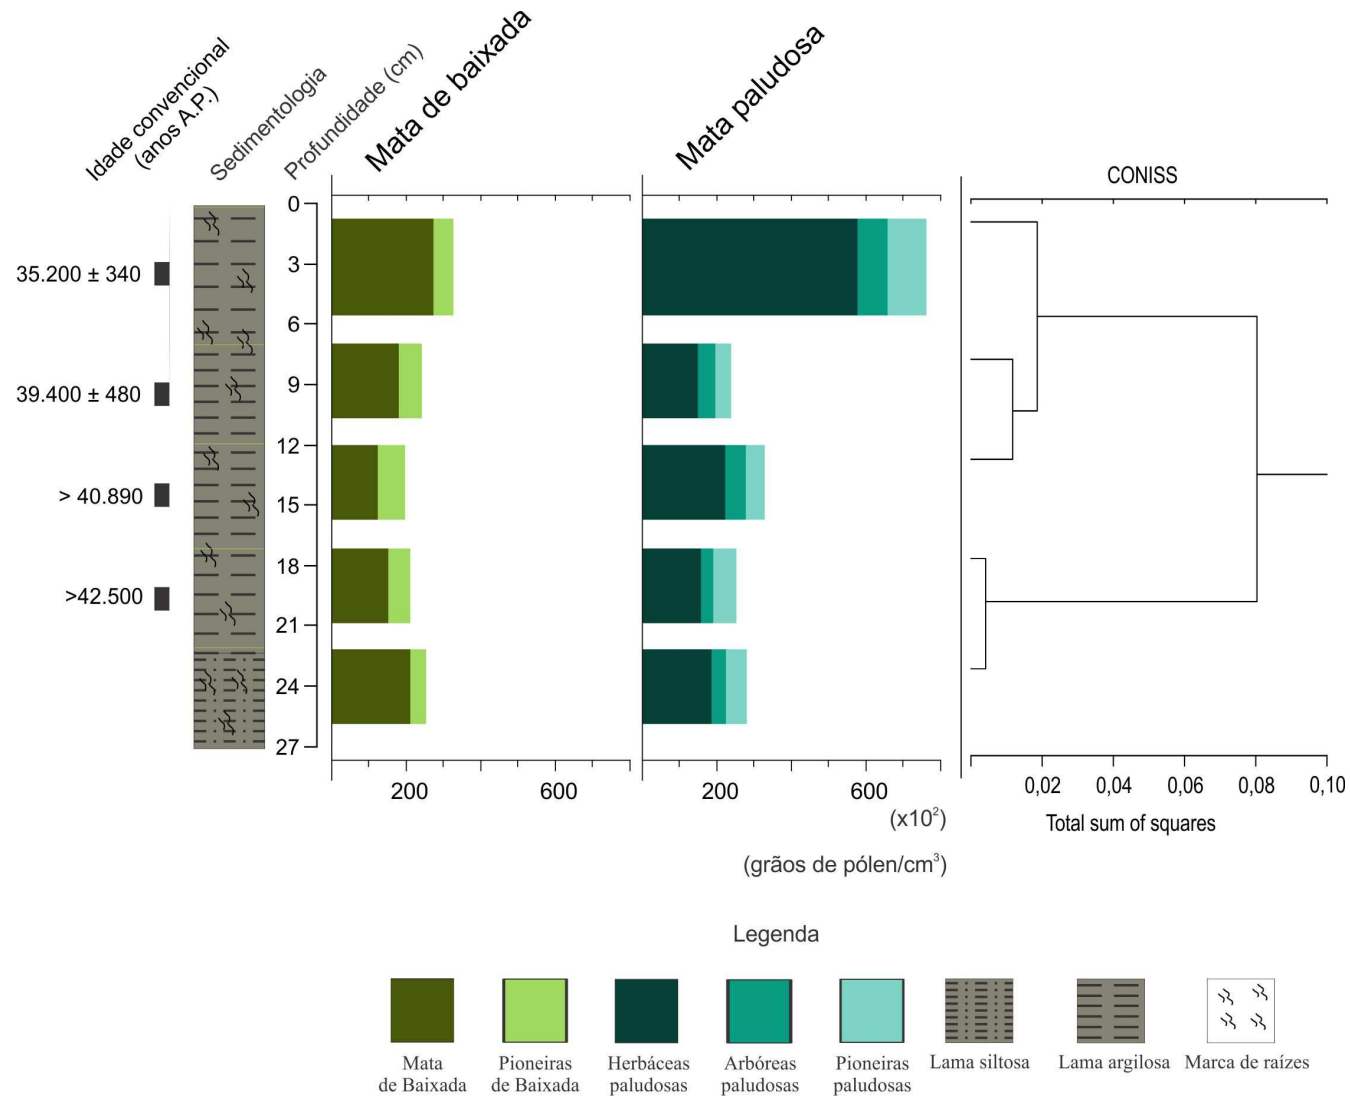 Idade convencional
(anos A.P.)
Sedimentologia
Profundidade (cm)
Mata de baixada
Mata paludosa
CONISS
0
3
6
9
12
15
18
21
24
27
35.200 ± 340
39.400 ± 480
> 40.890
>42.500
200
600
200
600
(x10²)
(grãos de pólen/cm³)
0,02
0,04
0,06
0,08
0,10
Total sum of squares
Legenda
Mata
de Baixada
Pioneiras
de Baixada
Herbáceas
paludosas
Arbóreas
paludosas
Pioneiras
paludosas
Lama siltosa
Lama argilosa
Marca de raízes